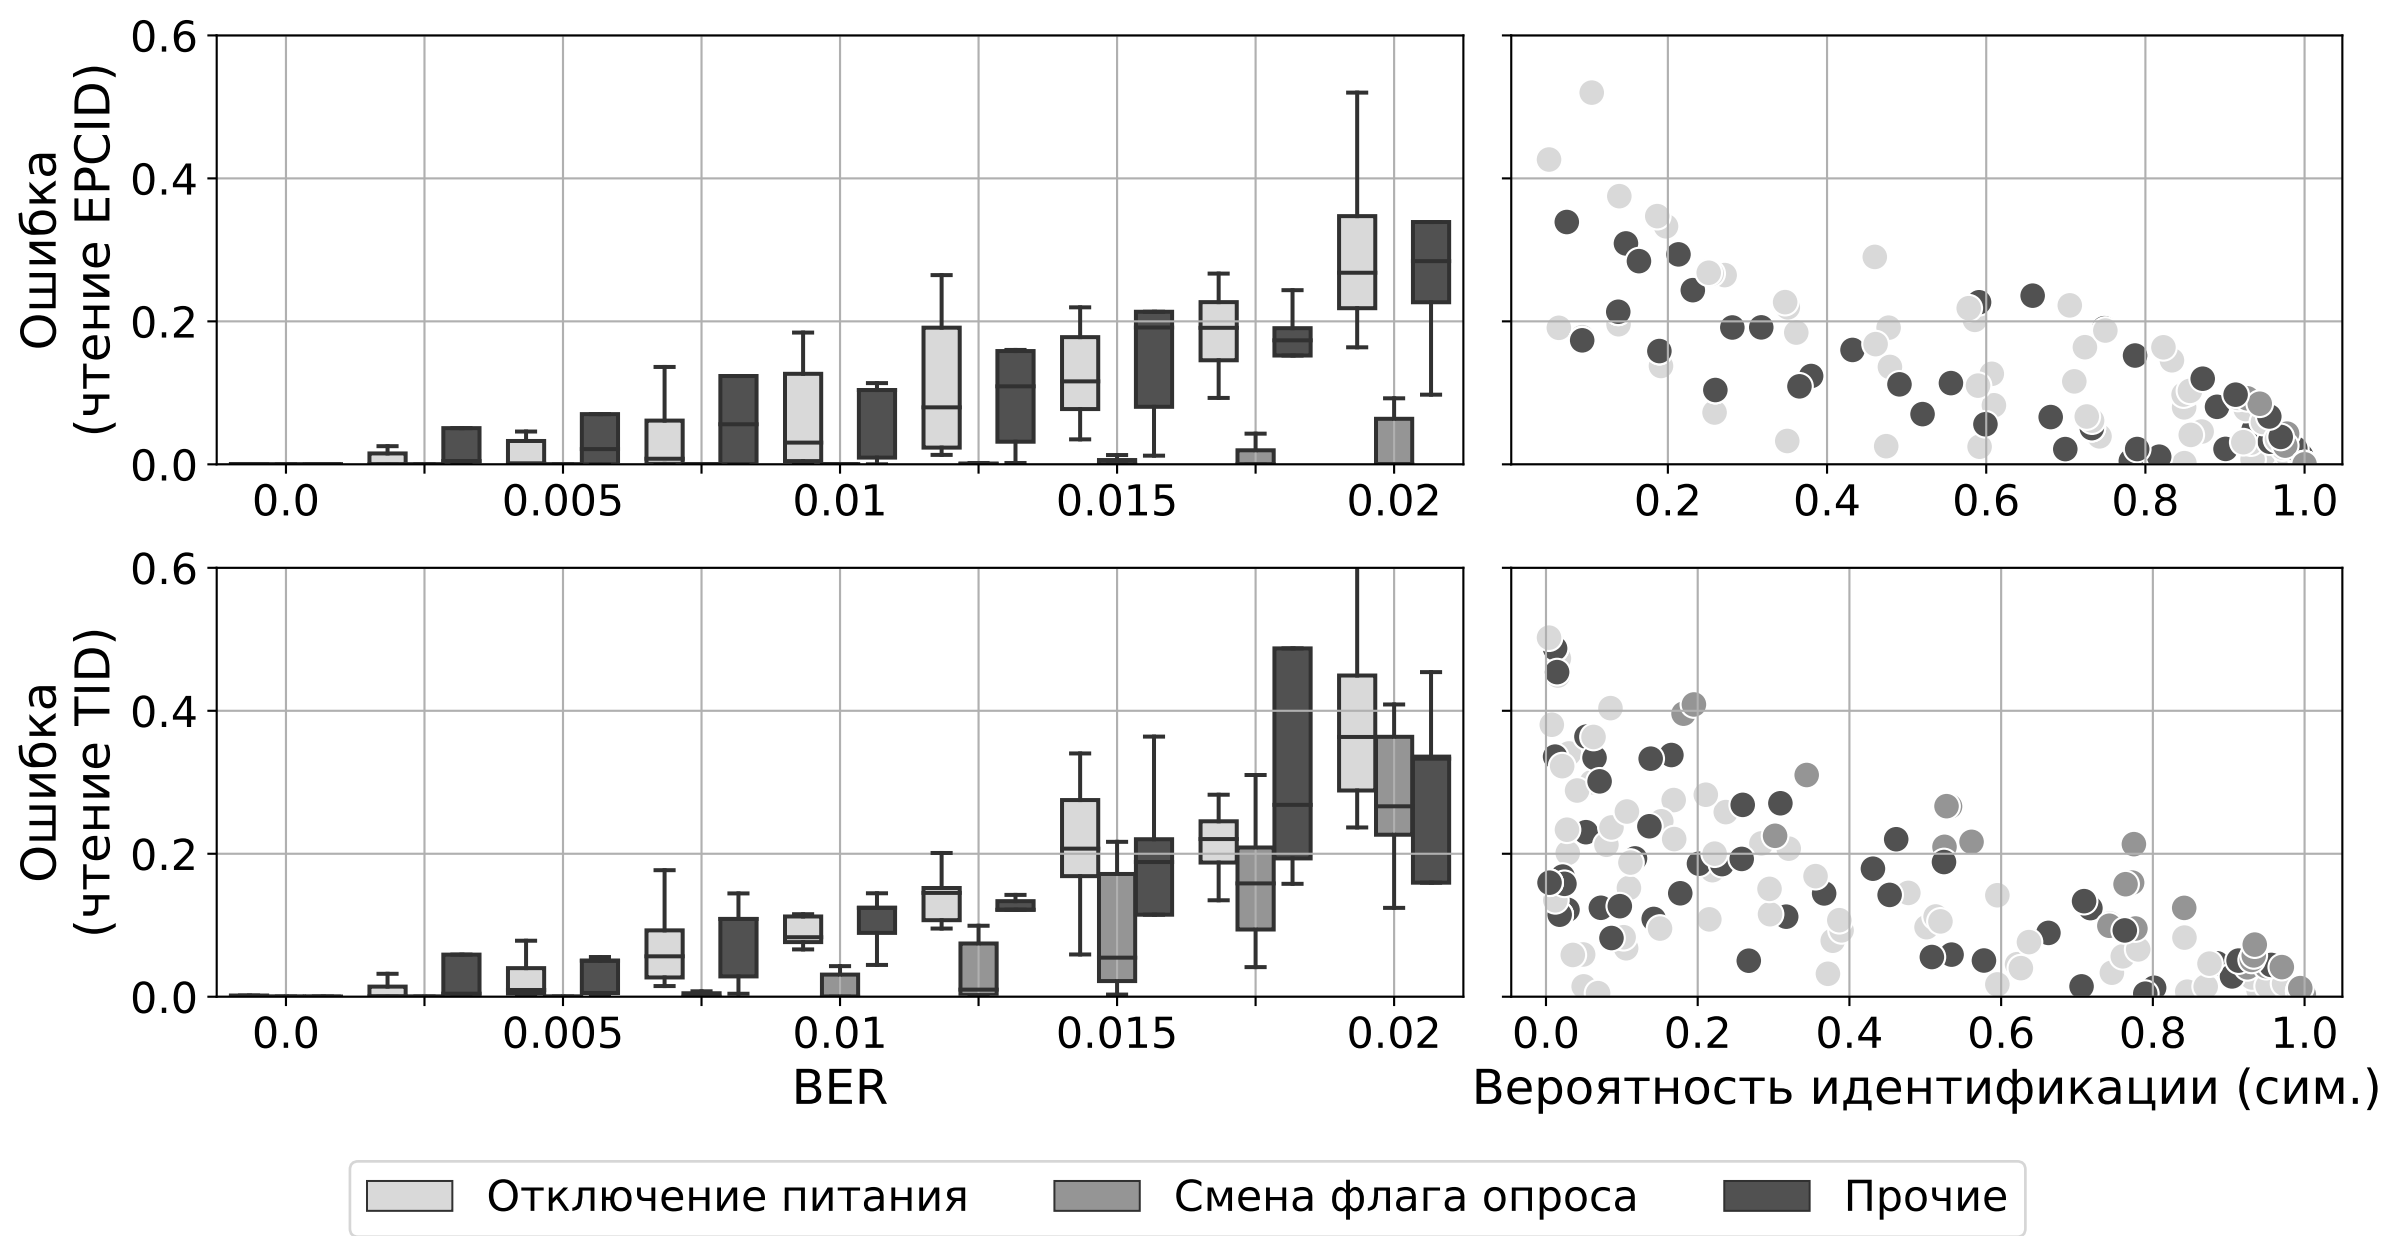 Ошибка
(чтение EPCID)
0.6
0.4
0.2
0.0
0.0 0.005 0.01 0.015 0.02
0.2 0.4 0.6 0.8 1.0
Ошибка
(чтение TID)
0.6
0.4
0.2
0.0
0.0 0.005 0.01 0.015 0.02
BER
0.0 0.2 0.4 0.6 0.8 1.0
Вероятность идентификации (сим.)
Отключение питания Смена флага опроса Прочие